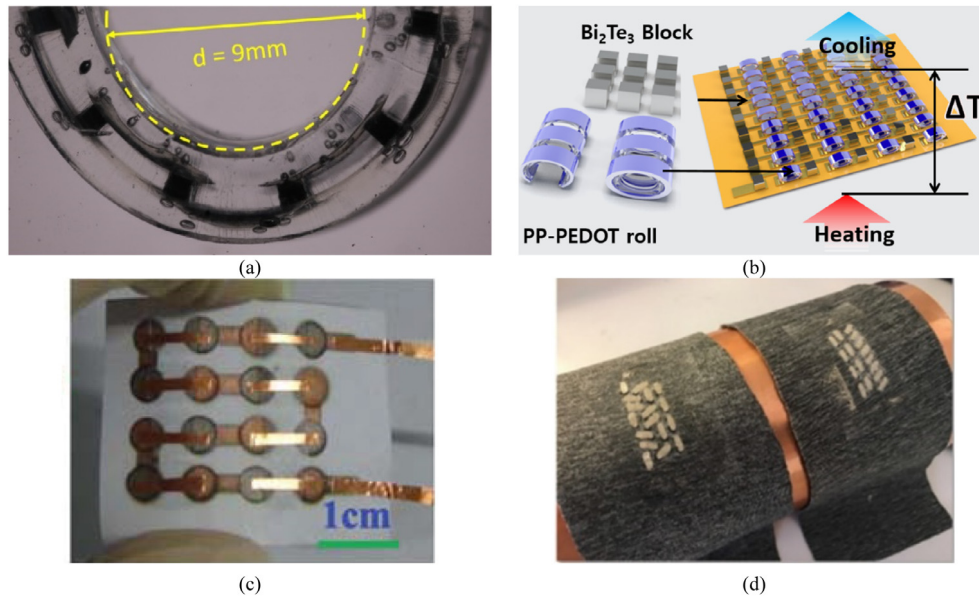 d = 9mm
(a)
Bi₂Te₃ Block
Cooling
ΔT
PP-PEDOT roll
Heating
(b)
1cm
(c)
(d)